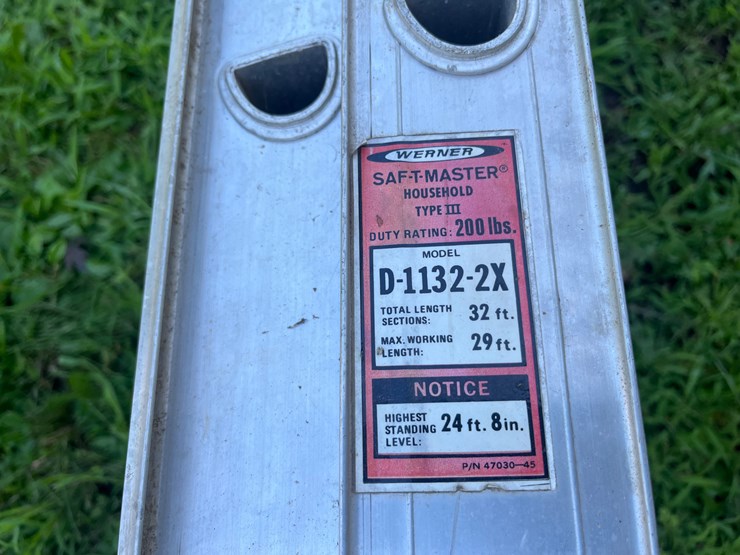 WERNER
SAF-T-MASTER®
HOUSEHOLD
TYPE III
DUTY RATING: 200 lbs.
MODEL
D-1132-2X
TOTAL LENGTH SECTIONS: 32 ft.
MAX. WORKING LENGTH: 29 ft.
NOTICE
HIGHEST STANDING LEVEL: 24 ft. 8 in.
P/N 47030-45